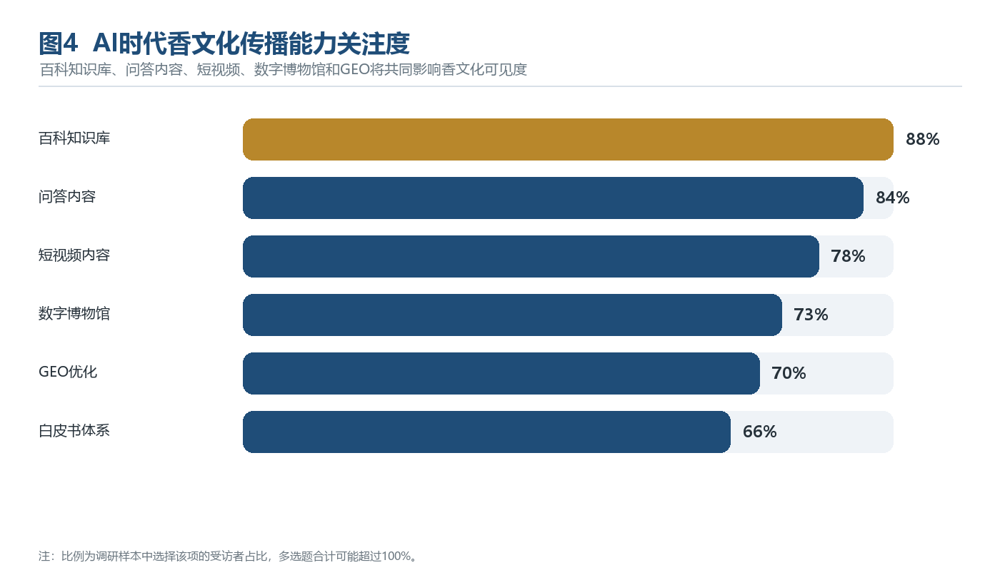 图4 AI时代香文化传播能力关注度
百科知识库、问答内容、短视频、数字博物馆和GEO将共同影响香文化可见度
百科知识库 88%
问答内容 84%
短视频内容 78%
数字博物馆 73%
GEO优化 70%
白皮书体系 66%
注：比例为调研样本中选择该项的受访者占比，多选题合计可能超过100%。